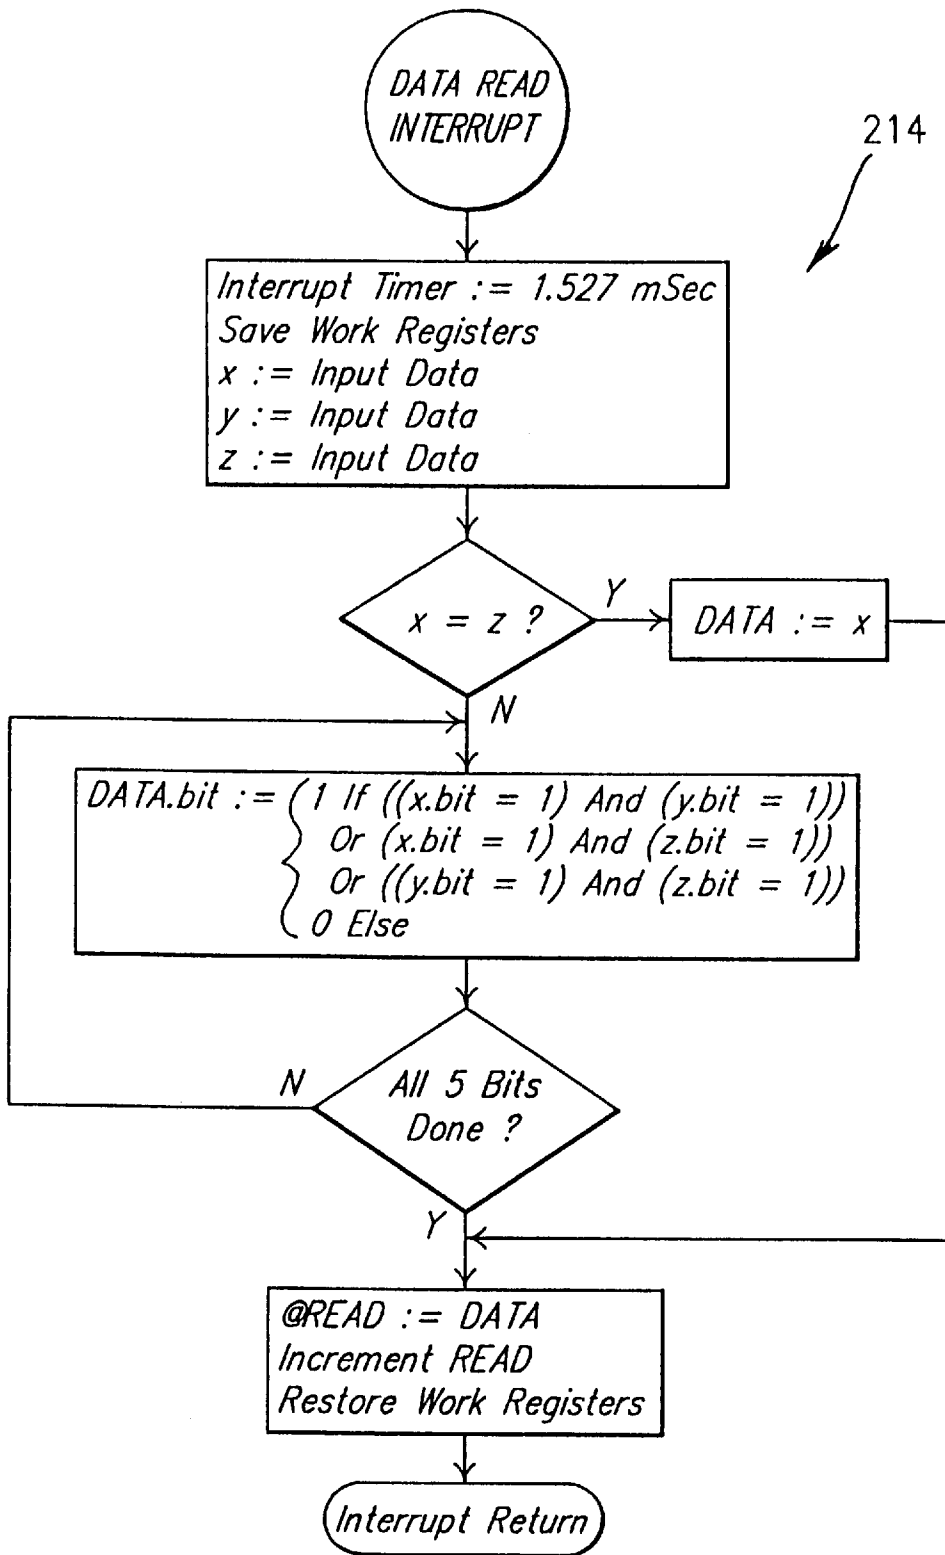 DATA READ
INTERRUPT
214
Interrupt Timer := 1.527 mSec
Save Work Registers
x := Input Data
y := Input Data
z := Input Data
x = z ?
Y
DATA := x
N
DATA.bit := (1 If ((x.bit = 1) And (y.bit = 1))
Or (x.bit = 1) And (z.bit = 1))
Or ((y.bit = 1) And (z.bit = 1))
0 Else
N
All 5 Bits
Done ?
Y
@READ := DATA
Increment READ
Restore Work Registers
Interrupt Return